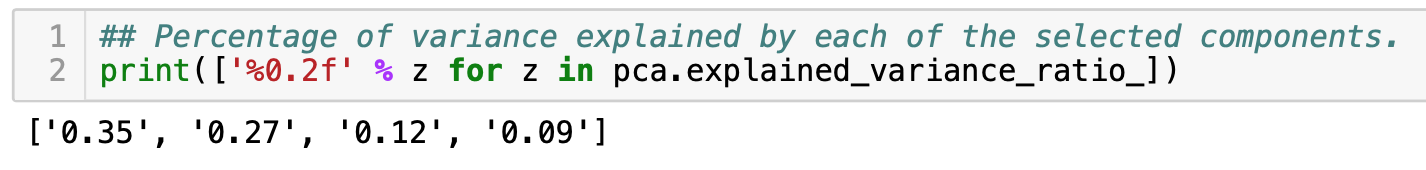 1 ## Percentage of variance explained by each of the selected components.
2 print(['%0.2f' % z for z in pca.explained_variance_ratio_])
['0.35', '0.27', '0.12', '0.09']